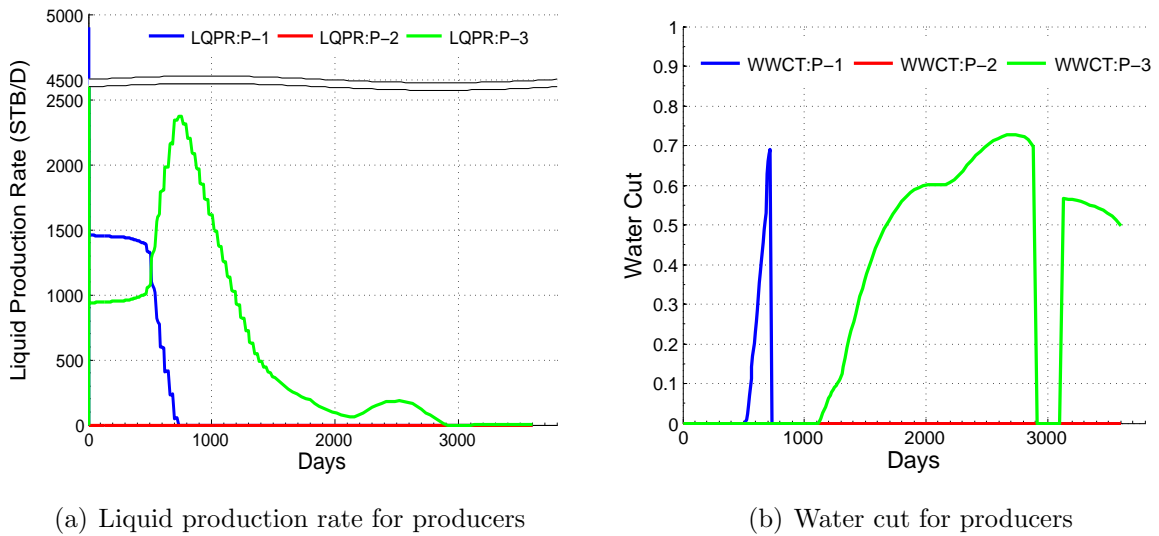 5000
LQPR:P−1 LQPR:P−2 LQPR:P−3
4500
2500
2000
1500
1000
500
0
0 1000 2000 3000
Liquid Production Rate (STB/D)
Days
(a) Liquid production rate for producers
1
0.9
WWCT:P−1 WWCT:P−2 WWCT:P−3
0.8
0.7
0.6
0.5
0.4
0.3
0.2
0.1
0
0 1000 2000 3000
Water Cut
Days
(b) Water cut for producers